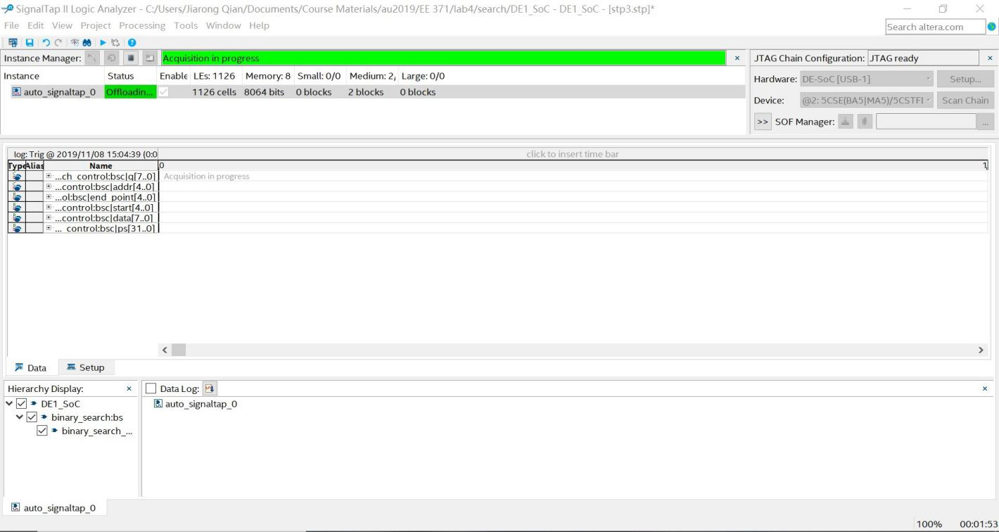 SignalTap II Logic Analyzer - C:/Users/Jiarong Qian/Documents/Course Materials/au2019/EE 371/lab4/search/DE1_SoC - DE1_SoC - [stp3.stp]*
File Edit View Project Processing Tools Window Help
Search altera.com
Instance Manager: Acquisition in progress × JTAG Chain Configuration: JTAG ready ×
Instance Status Enable LEs: 1126 Memory: 8 Small: 0/0 Medium: 2, Large: 0/0
Hardware: DE-SoC [USB-1] Setup...
auto_signaltap_0 Offloadin... 1126 cells 8064 bits 0 blocks 2 blocks 0 blocks
Device: @2: 5CSE(BA5|MA5)/5CSTFI Scan Chain
>> SOF Manager: ...
log: Trig @ 2019/11/08 15:04:39 (0:0 click to insert time bar
Type Alias Name 0 1
...ch_control:bsc|q[7..0] Acquisition in progress
...control:bsc|addr[4..0]
...ol:bsc|end_point[4..0]
...control:bsc|start[4..0]
...control:bsc|data[7..0]
..._control:bsc|ps[31..0]
Data Setup
Hierarchy Display: × Data Log: ×
DE1_SoC auto_signaltap_0
binary_search:bs
binary_search_...
auto_signaltap_0
100% 00:01:53